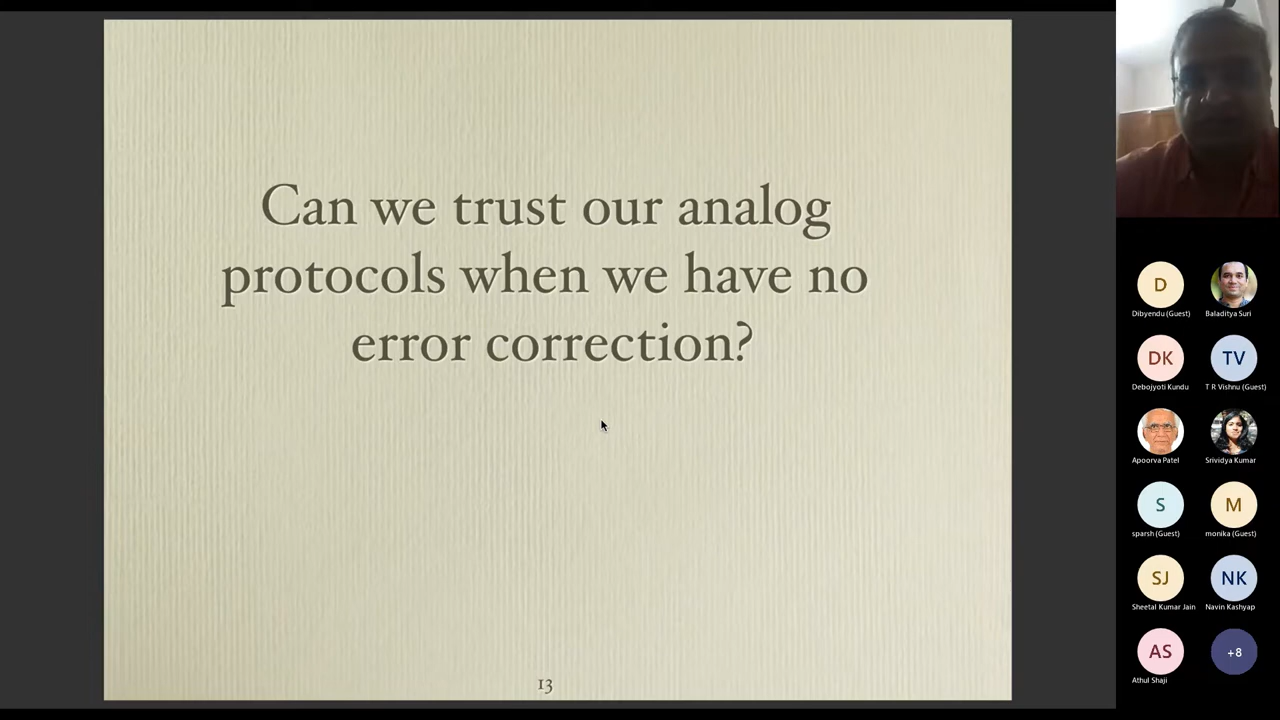 Can we trust our analog
protocols when we have no
error correction?
13
D
Dibyendu (Guest)
Baladitya Suri
DK
TV
Debojyoti Kundu
T R Vishnu (Guest)
Apoorva Patel
Srividya Kumar
S
M
sparsh (Guest)
monika (Guest)
SJ
NK
Sheetal Kumar Jain
Navin Kashyap
AS
+8
Athul Shaji